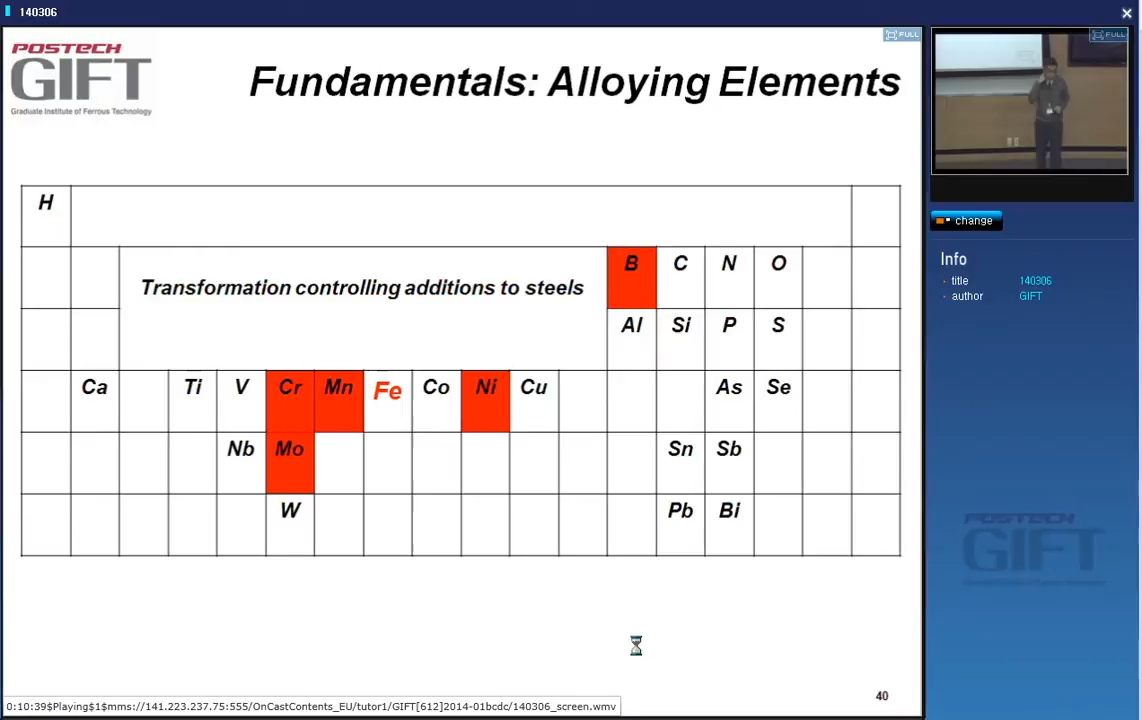 140306
POSTECH
GIFT
Graduate Institute of Ferrous Technology
FULL
Fundamentals: Alloying Elements
FULL
H
Transformation controlling additions to steels
B C N O
Al Si P S
Ca Ti V Cr Mn Fe Co Ni Cu As Se
Nb Mo Sn Sb
W Pb Bi
40
0:10:39$Playing$1$mms://141.223.237.75:555/OnCastContents_EU/tutor1/GIFT[612]2014-01bcdc/140306_screen.wmv
change
Info
title 140306
author GIFT
POSTECH
GIFT